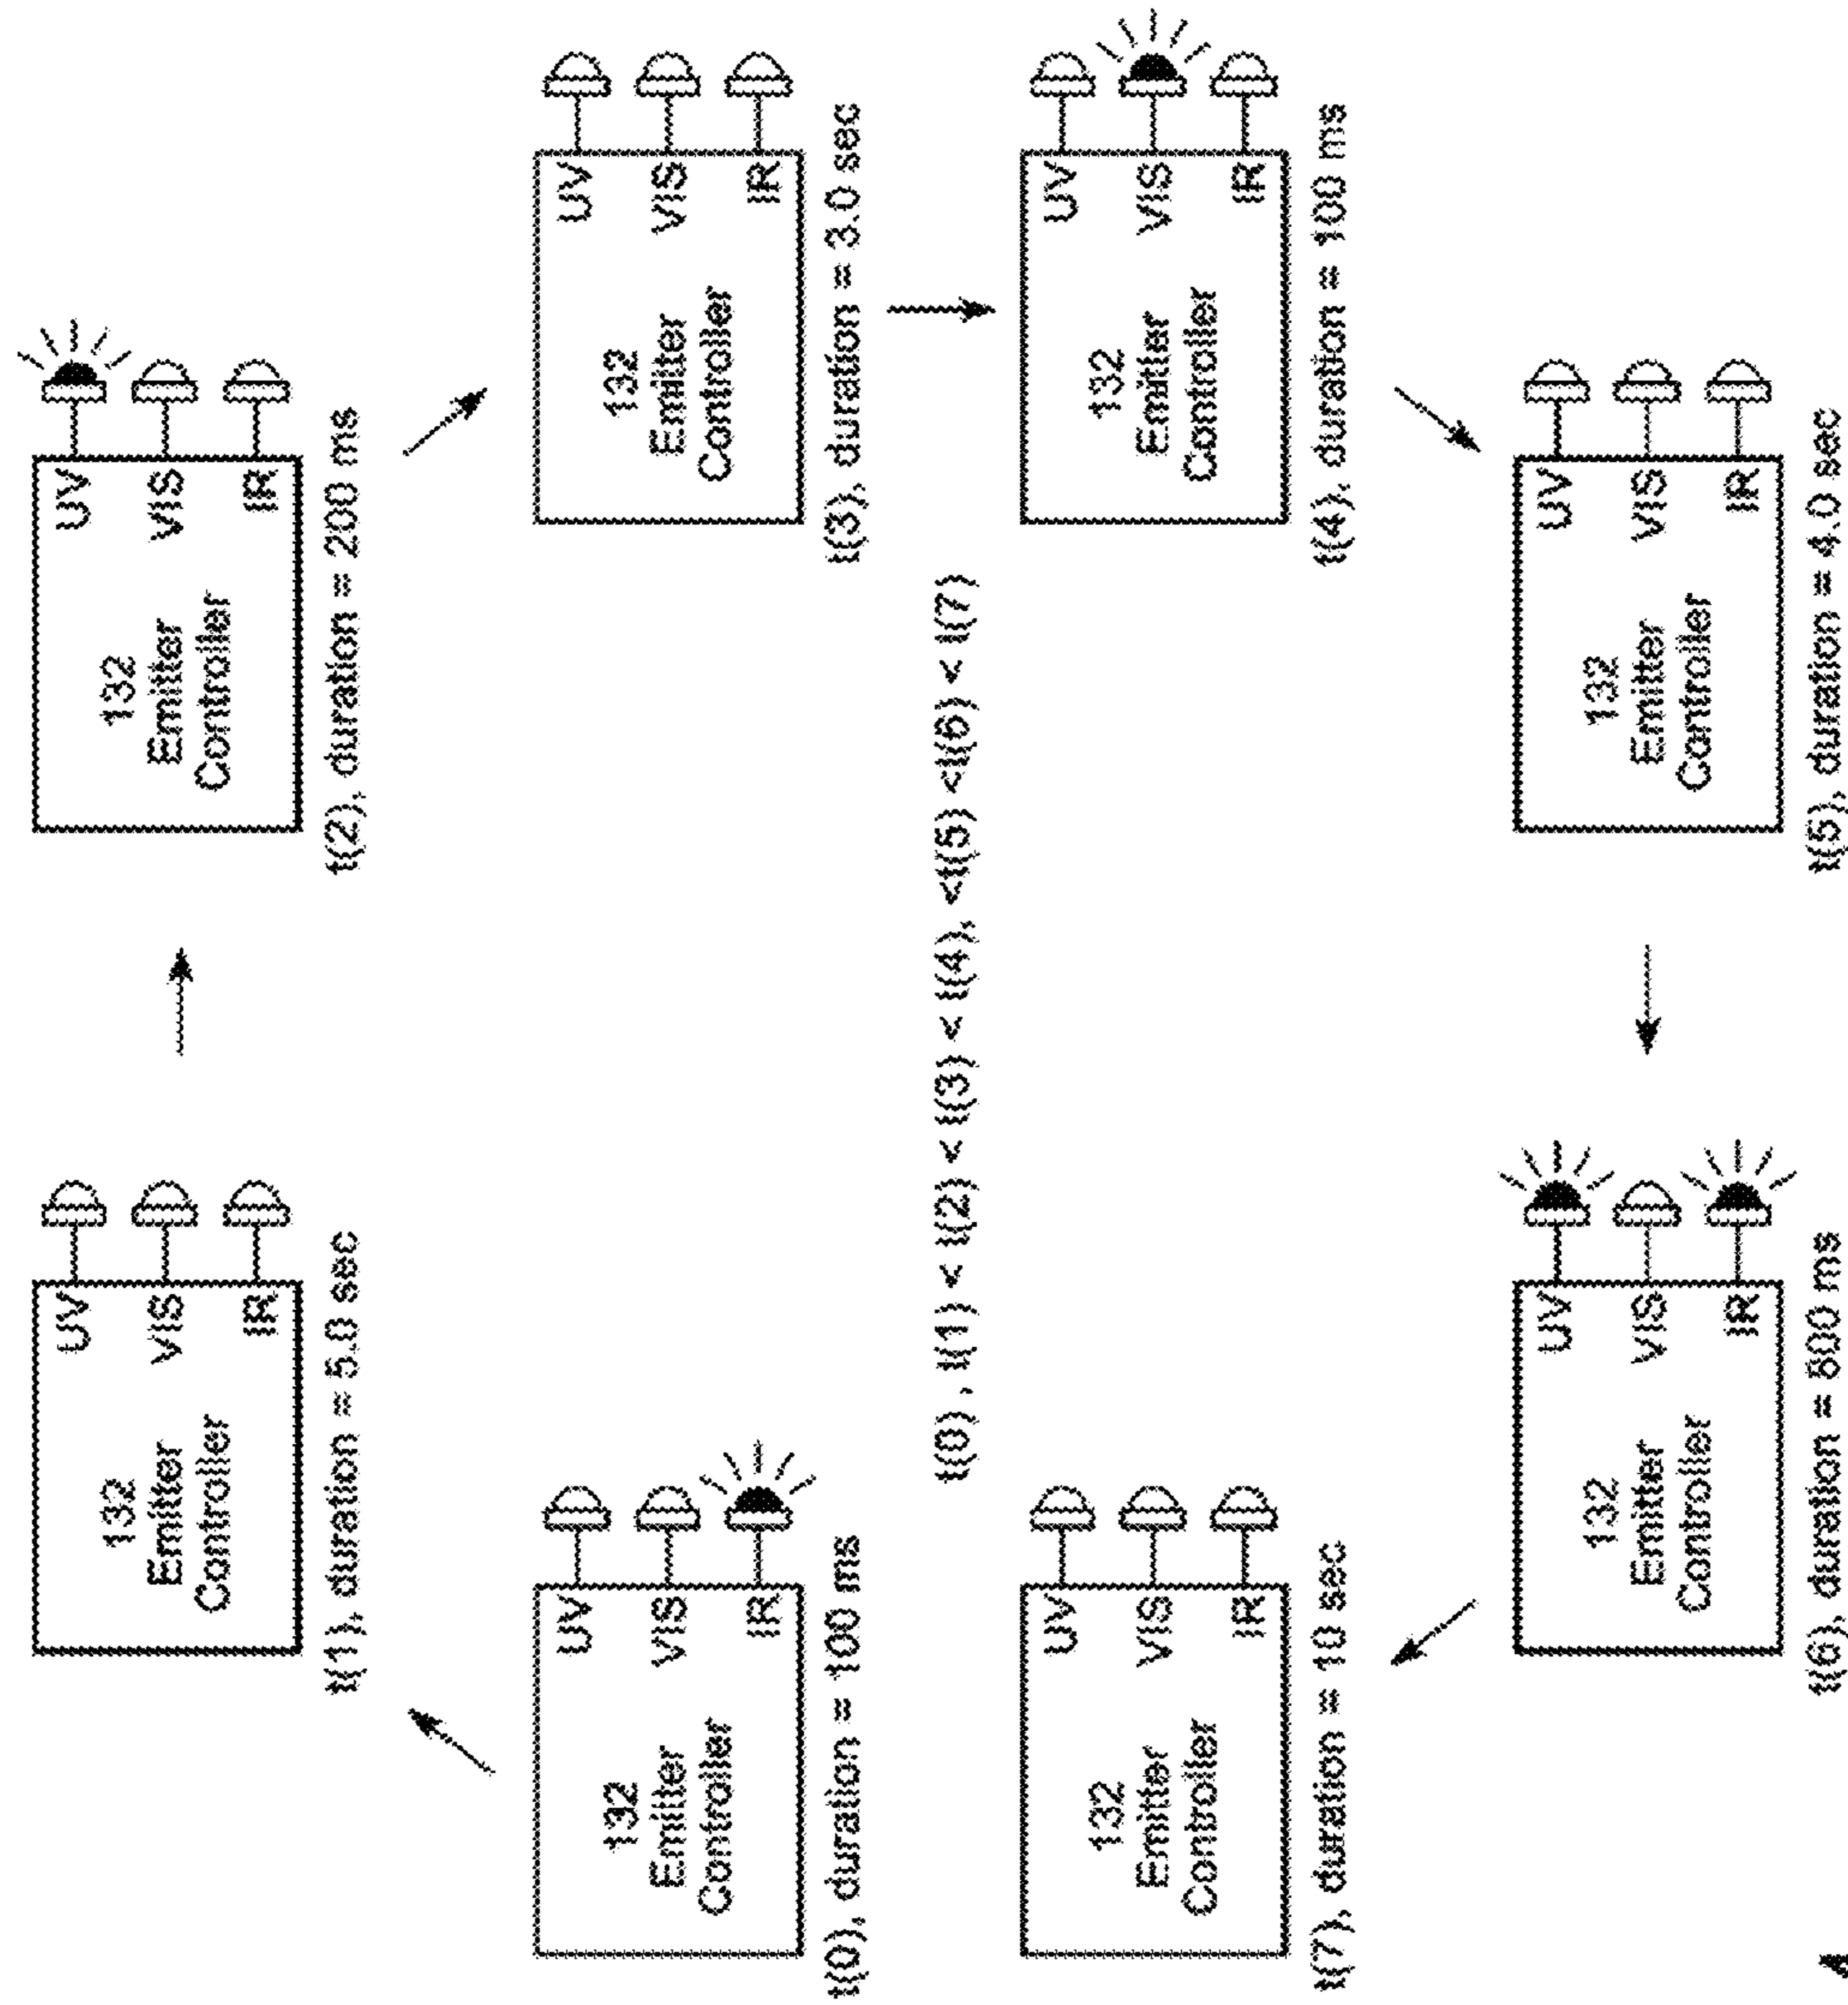 132
Emitter
Controller
UV
VIS
IR
t(1), duration = 5.0 sec
132
Emitter
Controller
UV
VIS
IR
t(2), duration = 200 ms
132
Emitter
Controller
UV
VIS
IR
t(0), duration = 100 ms
132
Emitter
Controller
UV
VIS
IR
t(3), duration = 3.0 sec
t(0) , t(1) < t(2) < t(3) < t(4), <t(5) <t(6) < t(7)
132
Emitter
Controller
UV
VIS
IR
t(7), duration = 10 sec
132
Emitter
Controller
UV
VIS
IR
t(4), duration = 100 ms
132
Emitter
Controller
UV
VIS
IR
t(6), duration = 800 ms
132
Emitter
Controller
UV
VIS
IR
t(5), duration = 4.0 sec